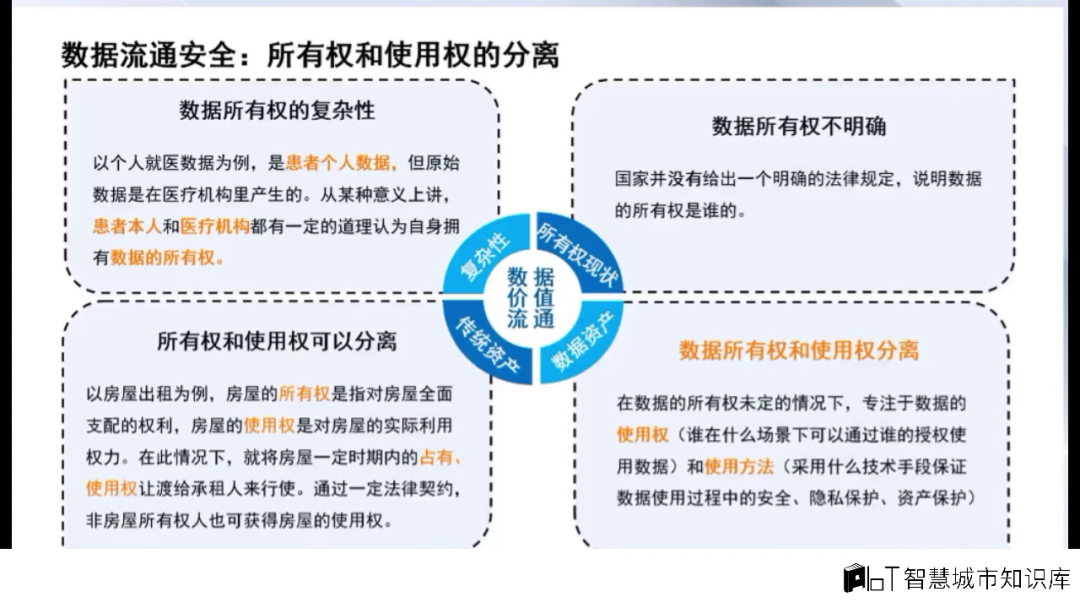 数据流通安全：所有权和使用权的分离
数据所有权的复杂性
以个人就医数据为例，是患者个人数据，但原始
数据是在医疗机构里产生的。从某种意义上讲，
患者本人和医疗机构都有一定的道理认为自身拥
有数据的所有权。
数据所有权不明确
国家并没有给出一个明确的法律规定，说明数据
的所有权是谁的。
复杂性
所有权现状
数据
价值
流通
传统资产
数据资产
所有权和使用权可以分离
以房屋出租为例，房屋的所有权是指对房屋全面
支配的权利，房屋的使用权是对房屋的实际利用
权力。在此情况下，就将房屋一定时期内的占有、
使用权让渡给承租人来行使。通过一定法律契约，
非房屋所有权人也可获得房屋的使用权。
数据所有权和使用权分离
在数据的所有权未定的情况下，专注于数据的
使用权（谁在什么场景下可以通过谁的授权使
用数据）和使用方法（采用什么技术手段保证
数据使用过程中的安全、隐私保护、资产保护）
IoT智慧城市知识库